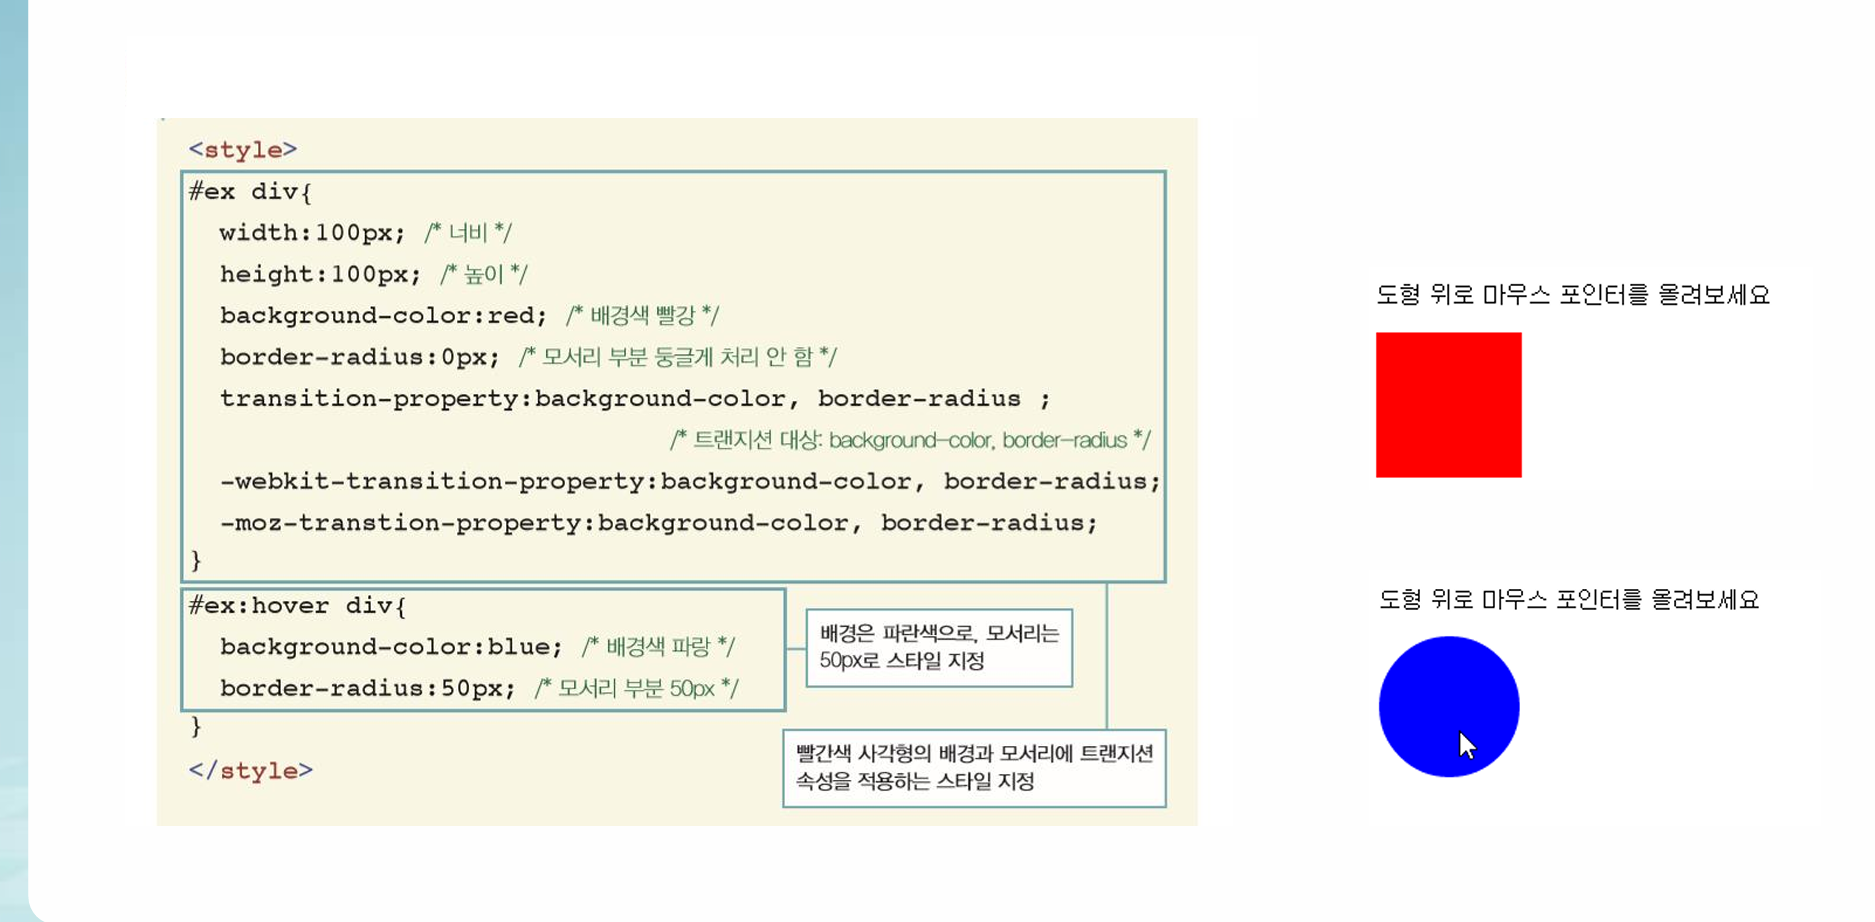 <style>
#ex div{
width:100px; /* 너비 */
height:100px; /* 높이 */
background-color:red; /* 배경색 빨강 */
border-radius:0px; /* 모서리 부분 둥글게 처리 안 함 */
transition-property:background-color, border-radius ;
/* 트랜지션 대상: background-color, border-radius */
-webkit-transition-property:background-color, border-radius;
-moz-transtion-property:background-color, border-radius;
}
#ex:hover div{
background-color:blue; /* 배경색 파랑 */
border-radius:50px; /* 모서리 부분 50px */
}
</style>
배경은 파란색으로, 모서리는
50px로 스타일 지정
빨간색 사각형의 배경과 모서리에 트랜지션
속성을 적용하는 스타일 지정
도형 위로 마우스 포인터를 올려보세요
도형 위로 마우스 포인터를 올려보세요